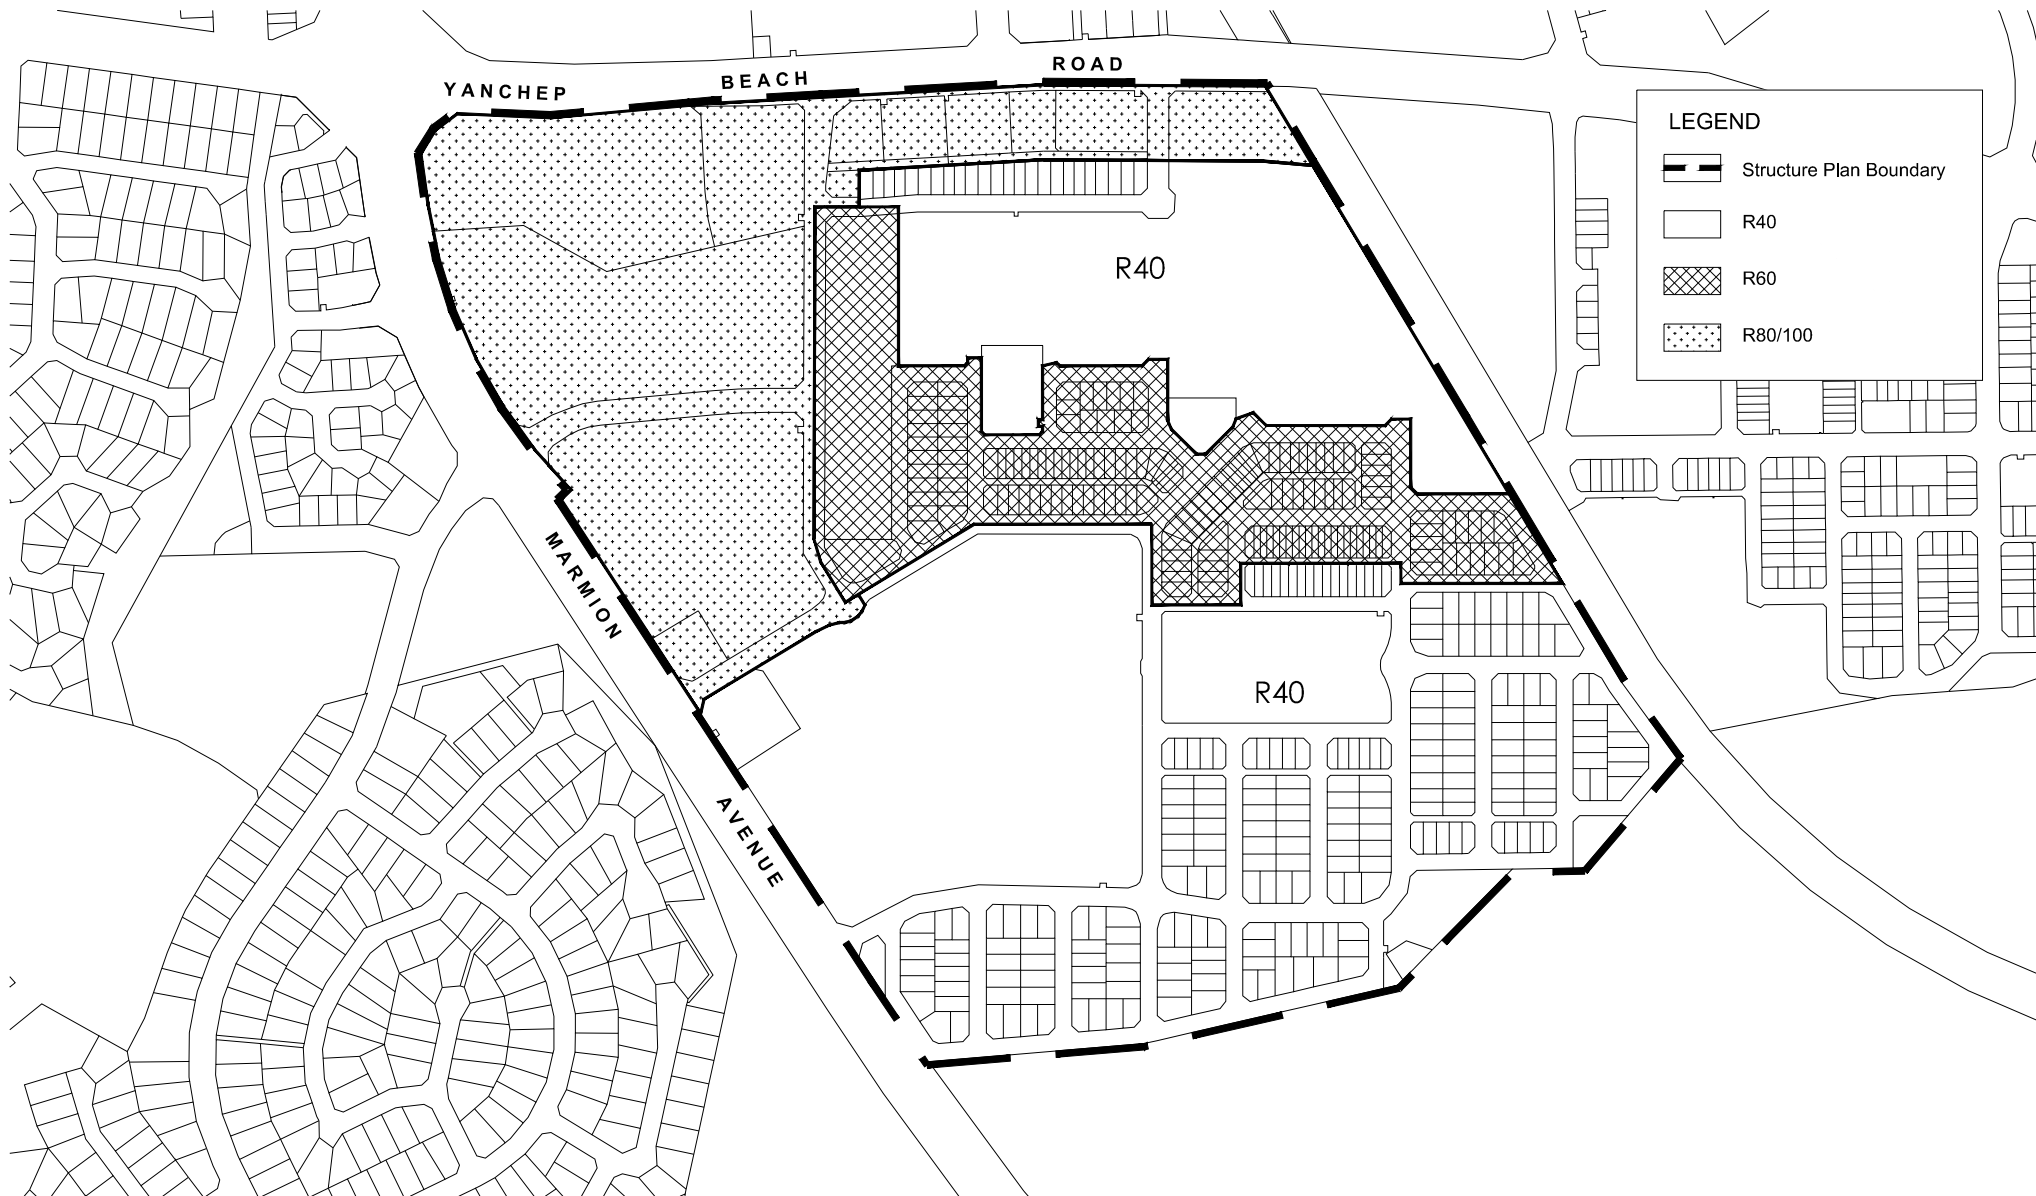 YANCHEP BEACH ROAD
LEGEND
Structure Plan Boundary
R40
R60
R80/100
R40
MARMION AVENUE
R40